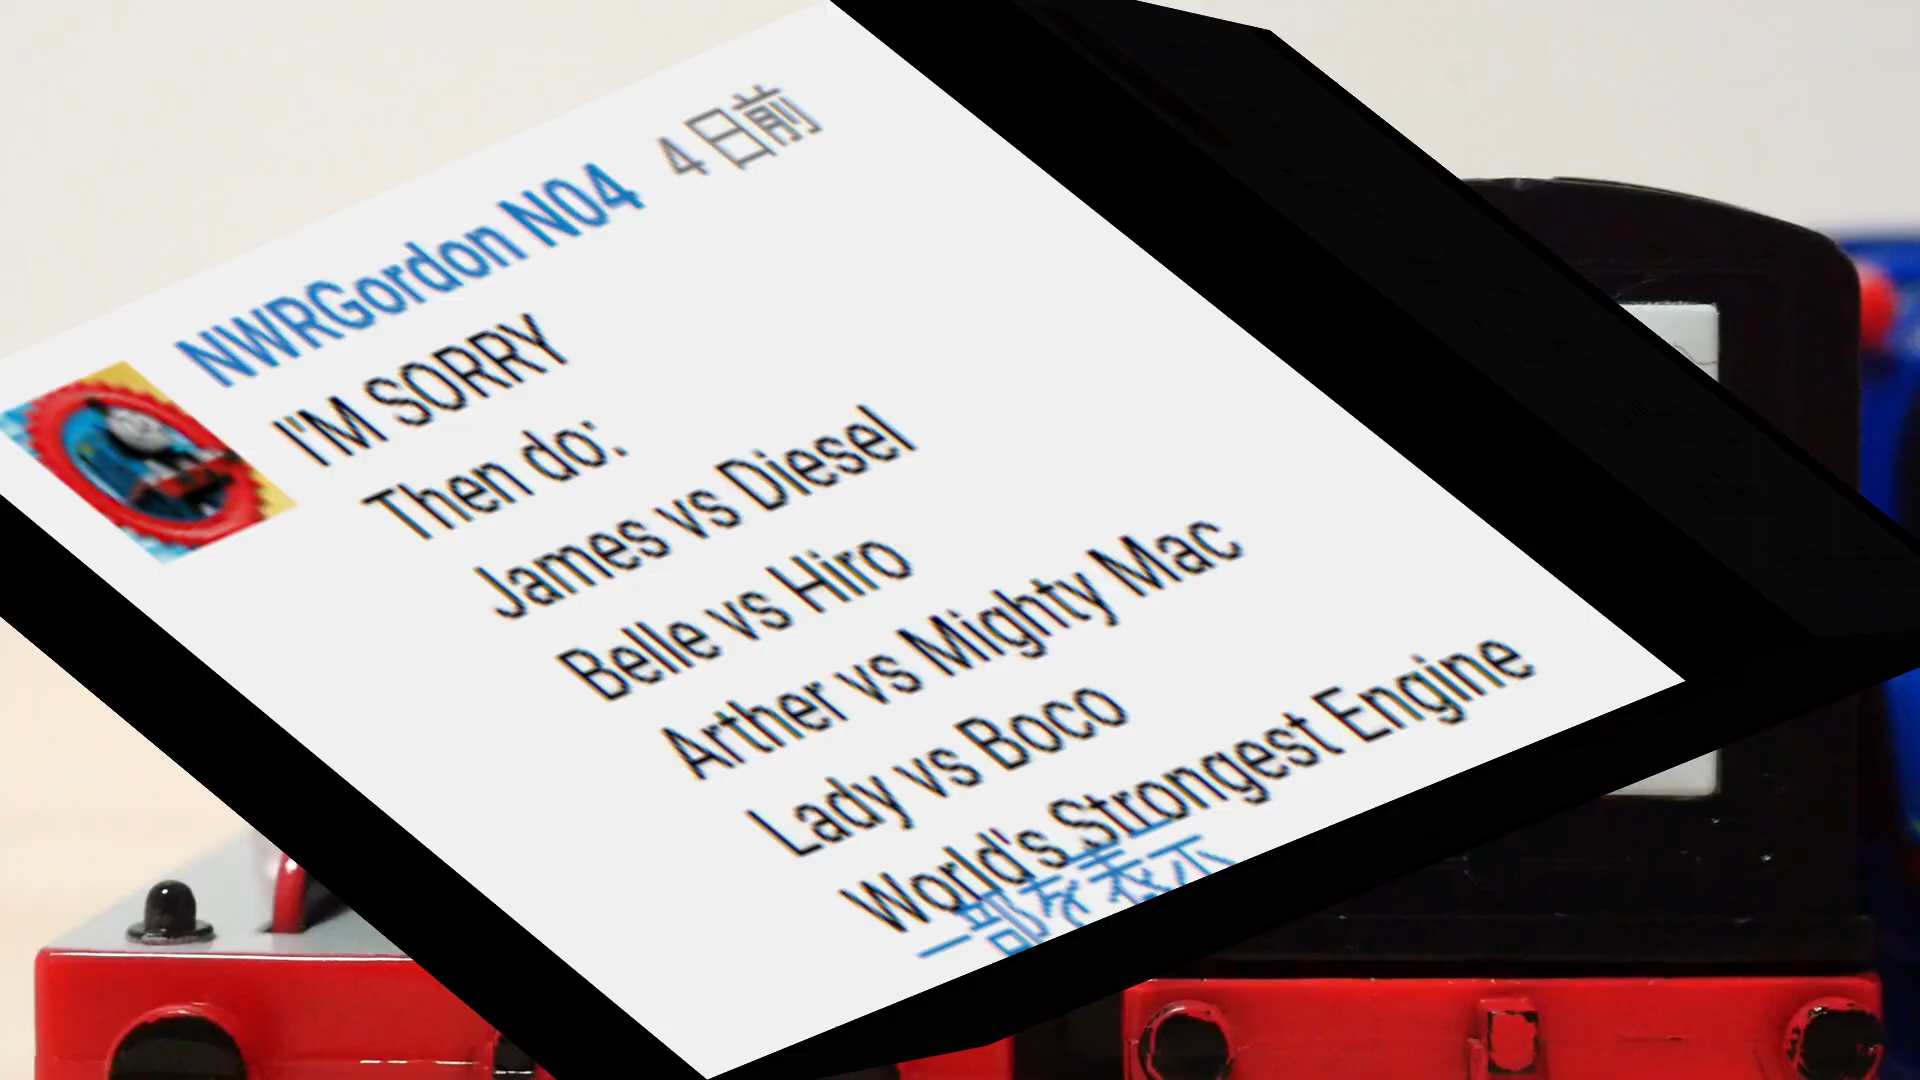 NWRGordon N04 4 日前
I'M SORRY
Then do:
James vs Diesel
Belle vs Hiro
Arther vs Mighty Mac
Lady vs Boco
World's Strongest Engine
一部を表示